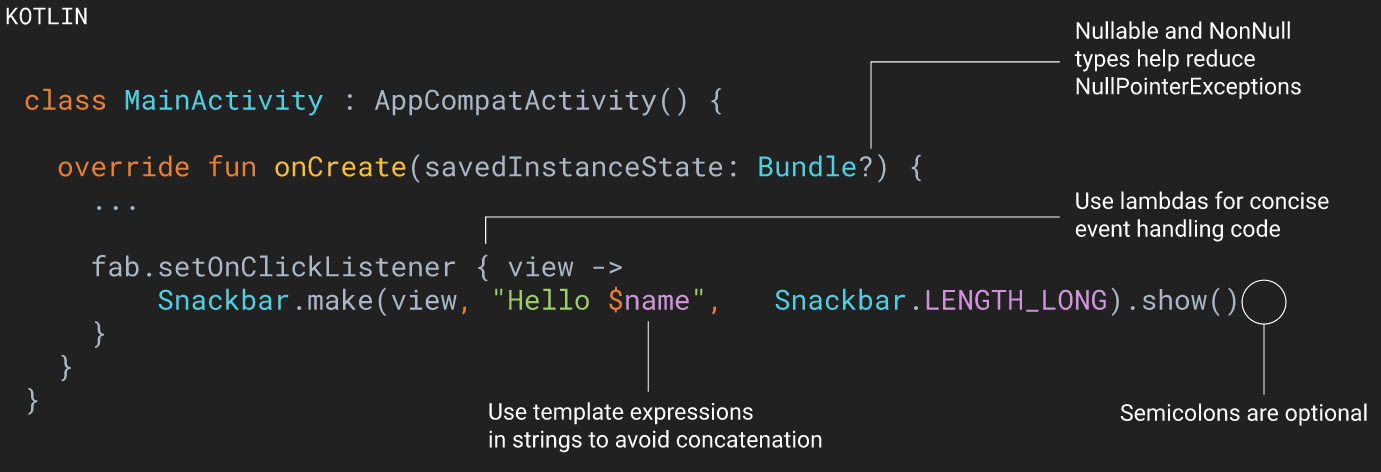 KOTLIN
Nullable and NonNull
types help reduce
NullPointerExceptions
class MainActivity : AppCompatActivity() {
override fun onCreate(savedInstanceState: Bundle?) {
...
Use lambdas for concise
event handling code
fab.setOnClickListener { view ->
Snackbar.make(view, "Hello $name", Snackbar.LENGTH_LONG).show()
}
}
}
Use template expressions
in strings to avoid concatenation
Semicolons are optional